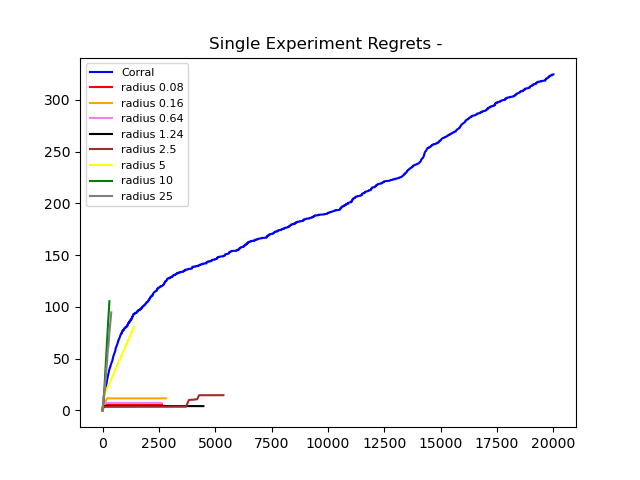 Single Experiment Regrets -
Corral
radius 0.08
radius 0.16
radius 0.64
radius 1.24
radius 2.5
radius 5
radius 10
radius 25
300
250
200
150
100
50
0
0 2500 5000 7500 10000 12500 15000 17500 20000